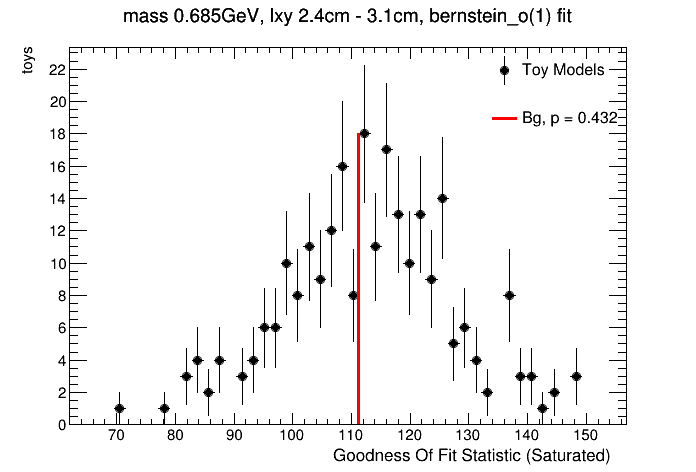 mass 0.685GeV, lxy 2.4cm - 3.1cm, bernstein_o(1) fit
toys
Toy Models
Bg, p = 0.432
22
20
18
16
14
12
10
8
6
4
2
0
70 80 90 100 110 120 130 140 150
Goodness Of Fit Statistic (Saturated)